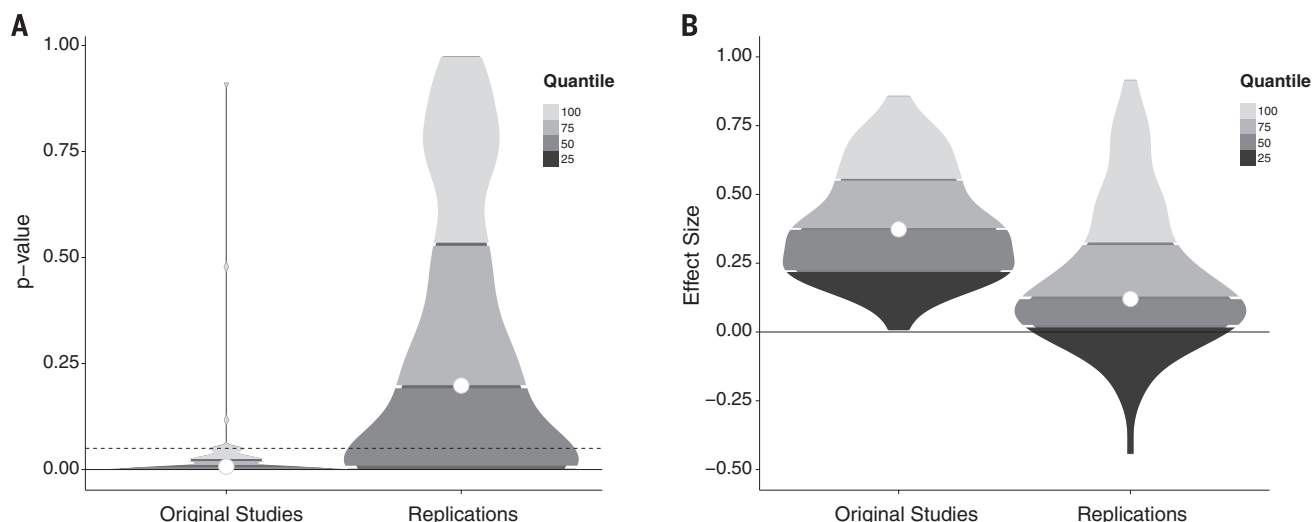 A
1.00
0.75
0.50
0.25
0.00
p−value
Original Studies
Replications
Quantile
100
75
50
25
B
1.00
0.75
0.50
0.25
0.00
−0.25
−0.50
Effect Size
Original Studies
Replications
Quantile
100
75
50
25